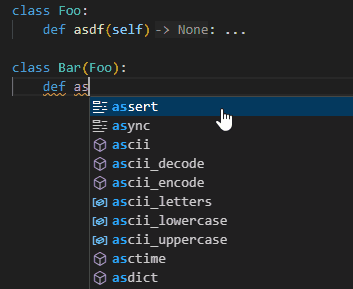 class Foo:
    def asdf(self) -> None: ...
class Bar(Foo):
    def as
assert
async
ascii
ascii_decode
ascii_encode
ascii_letters
ascii_lowercase
ascii_uppercase
asctime
asdict